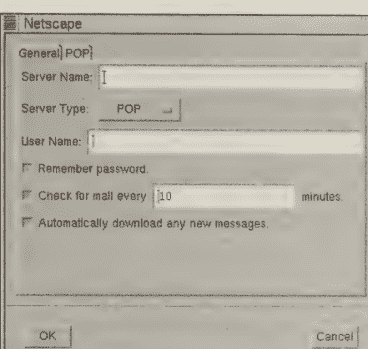 Netscape
General POP
Server Name:
Server Type: POP
User Name:
Remember password.
Check for mail every 10 minutes.
Automatically download any new messages.
OK Cancel